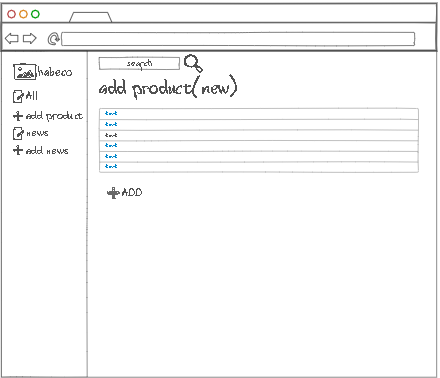 habeco
All
add product
news
add news
search
add product(new)
text
text
text
text
text
text
ADD